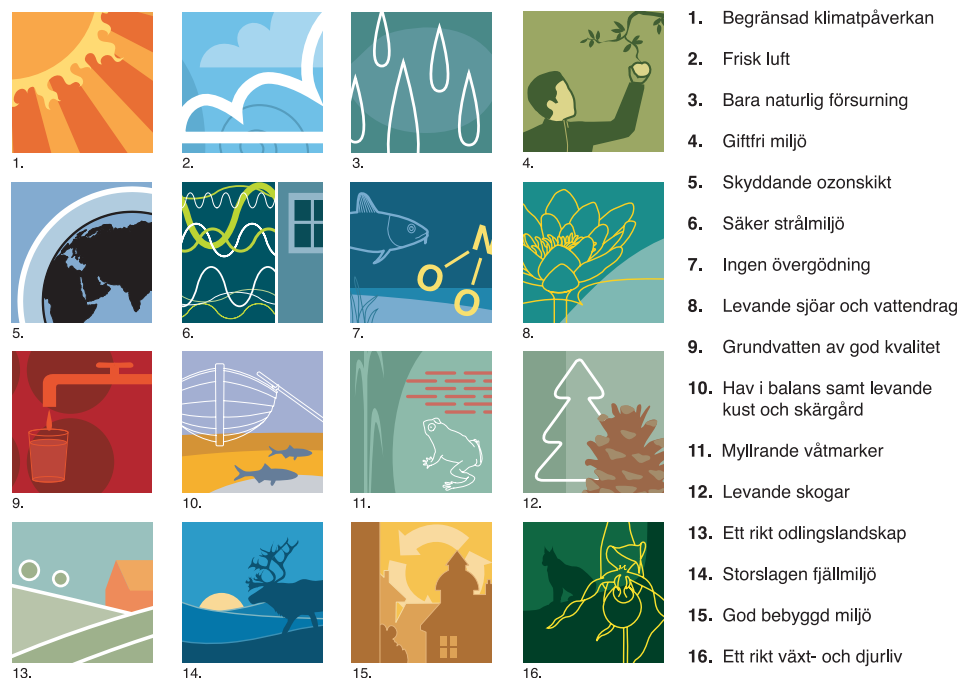 1.
2.
3.
4.
5.
6.
N
O
O
7.
8.
9.
10.
11.
12.
13.
14.
15.
16.
1. Begränsad klimatpåverkan
2. Frisk luft
3. Bara naturlig försurning
4. Giftfri miljö
5. Skyddande ozonskikt
6. Säker strålmiljö
7. Ingen övergödning
8. Levande sjöar och vattendrag
9. Grundvatten av god kvalitet
10. Hav i balans samt levande
kust och skärgård
11. Myllrande våtmarker
12. Levande skogar
13. Ett rikt odlingslandskap
14. Storslagen fjällmiljö
15. God bebyggd miljö
16. Ett rikt växt- och djurliv